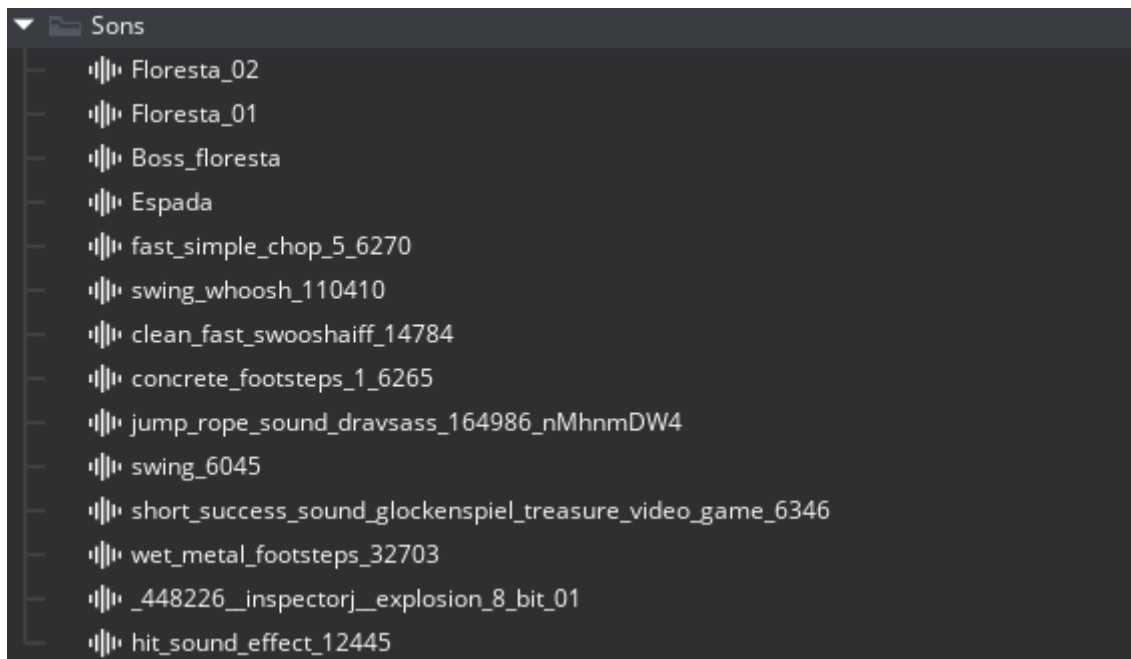 Sons
Floresta_02
Floresta_01
Boss_floresta
Espada
fast_simple_chop_5_6270
swing_whoosh_110410
clean_fast_swooshaiff_14784
concrete_footsteps_1_6265
jump_rope_sound_dravsass_164986_nMhnmDW4
swing_6045
short_success_sound_glockenspiel_treasure_video_game_6346
wet_metal_footsteps_32703
_448226__inspectorj__explosion_8_bit_01
hit_sound_effect_12445